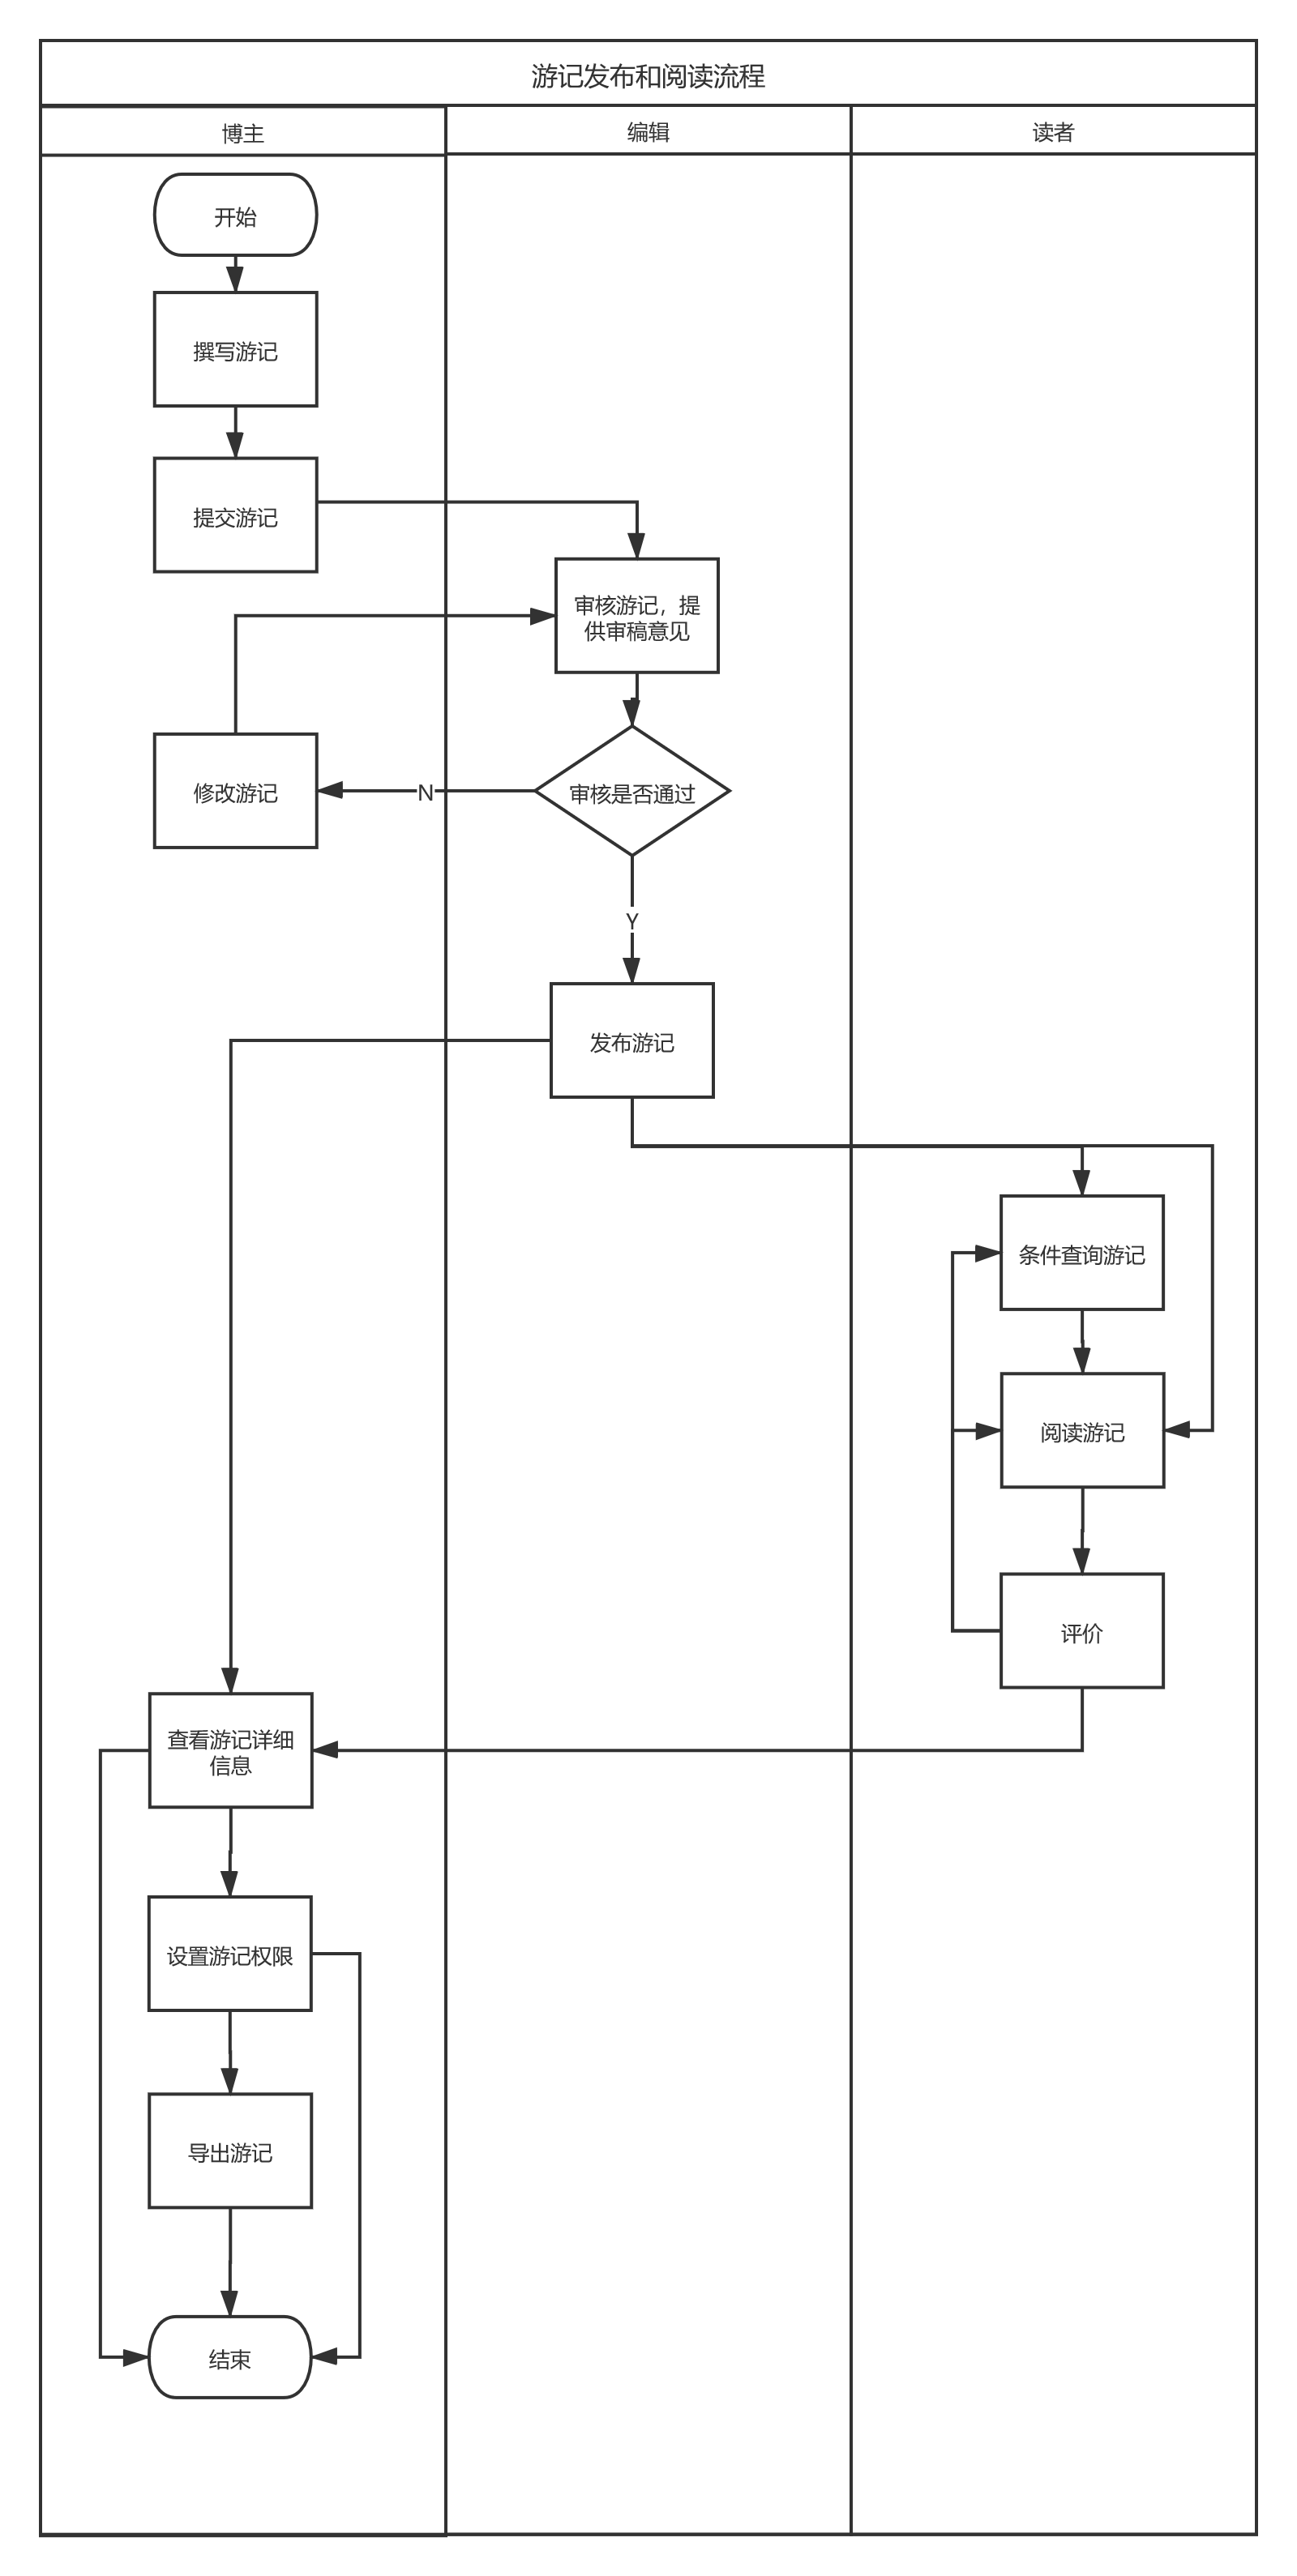 游记发布和阅读流程
博主
编辑
读者
开始
撰写游记
提交游记
审核游记，提
供审稿意见
修改游记
N
审核是否通过
Y
发布游记
条件查询游记
阅读游记
评价
查看游记详细
信息
设置游记权限
导出游记
结束